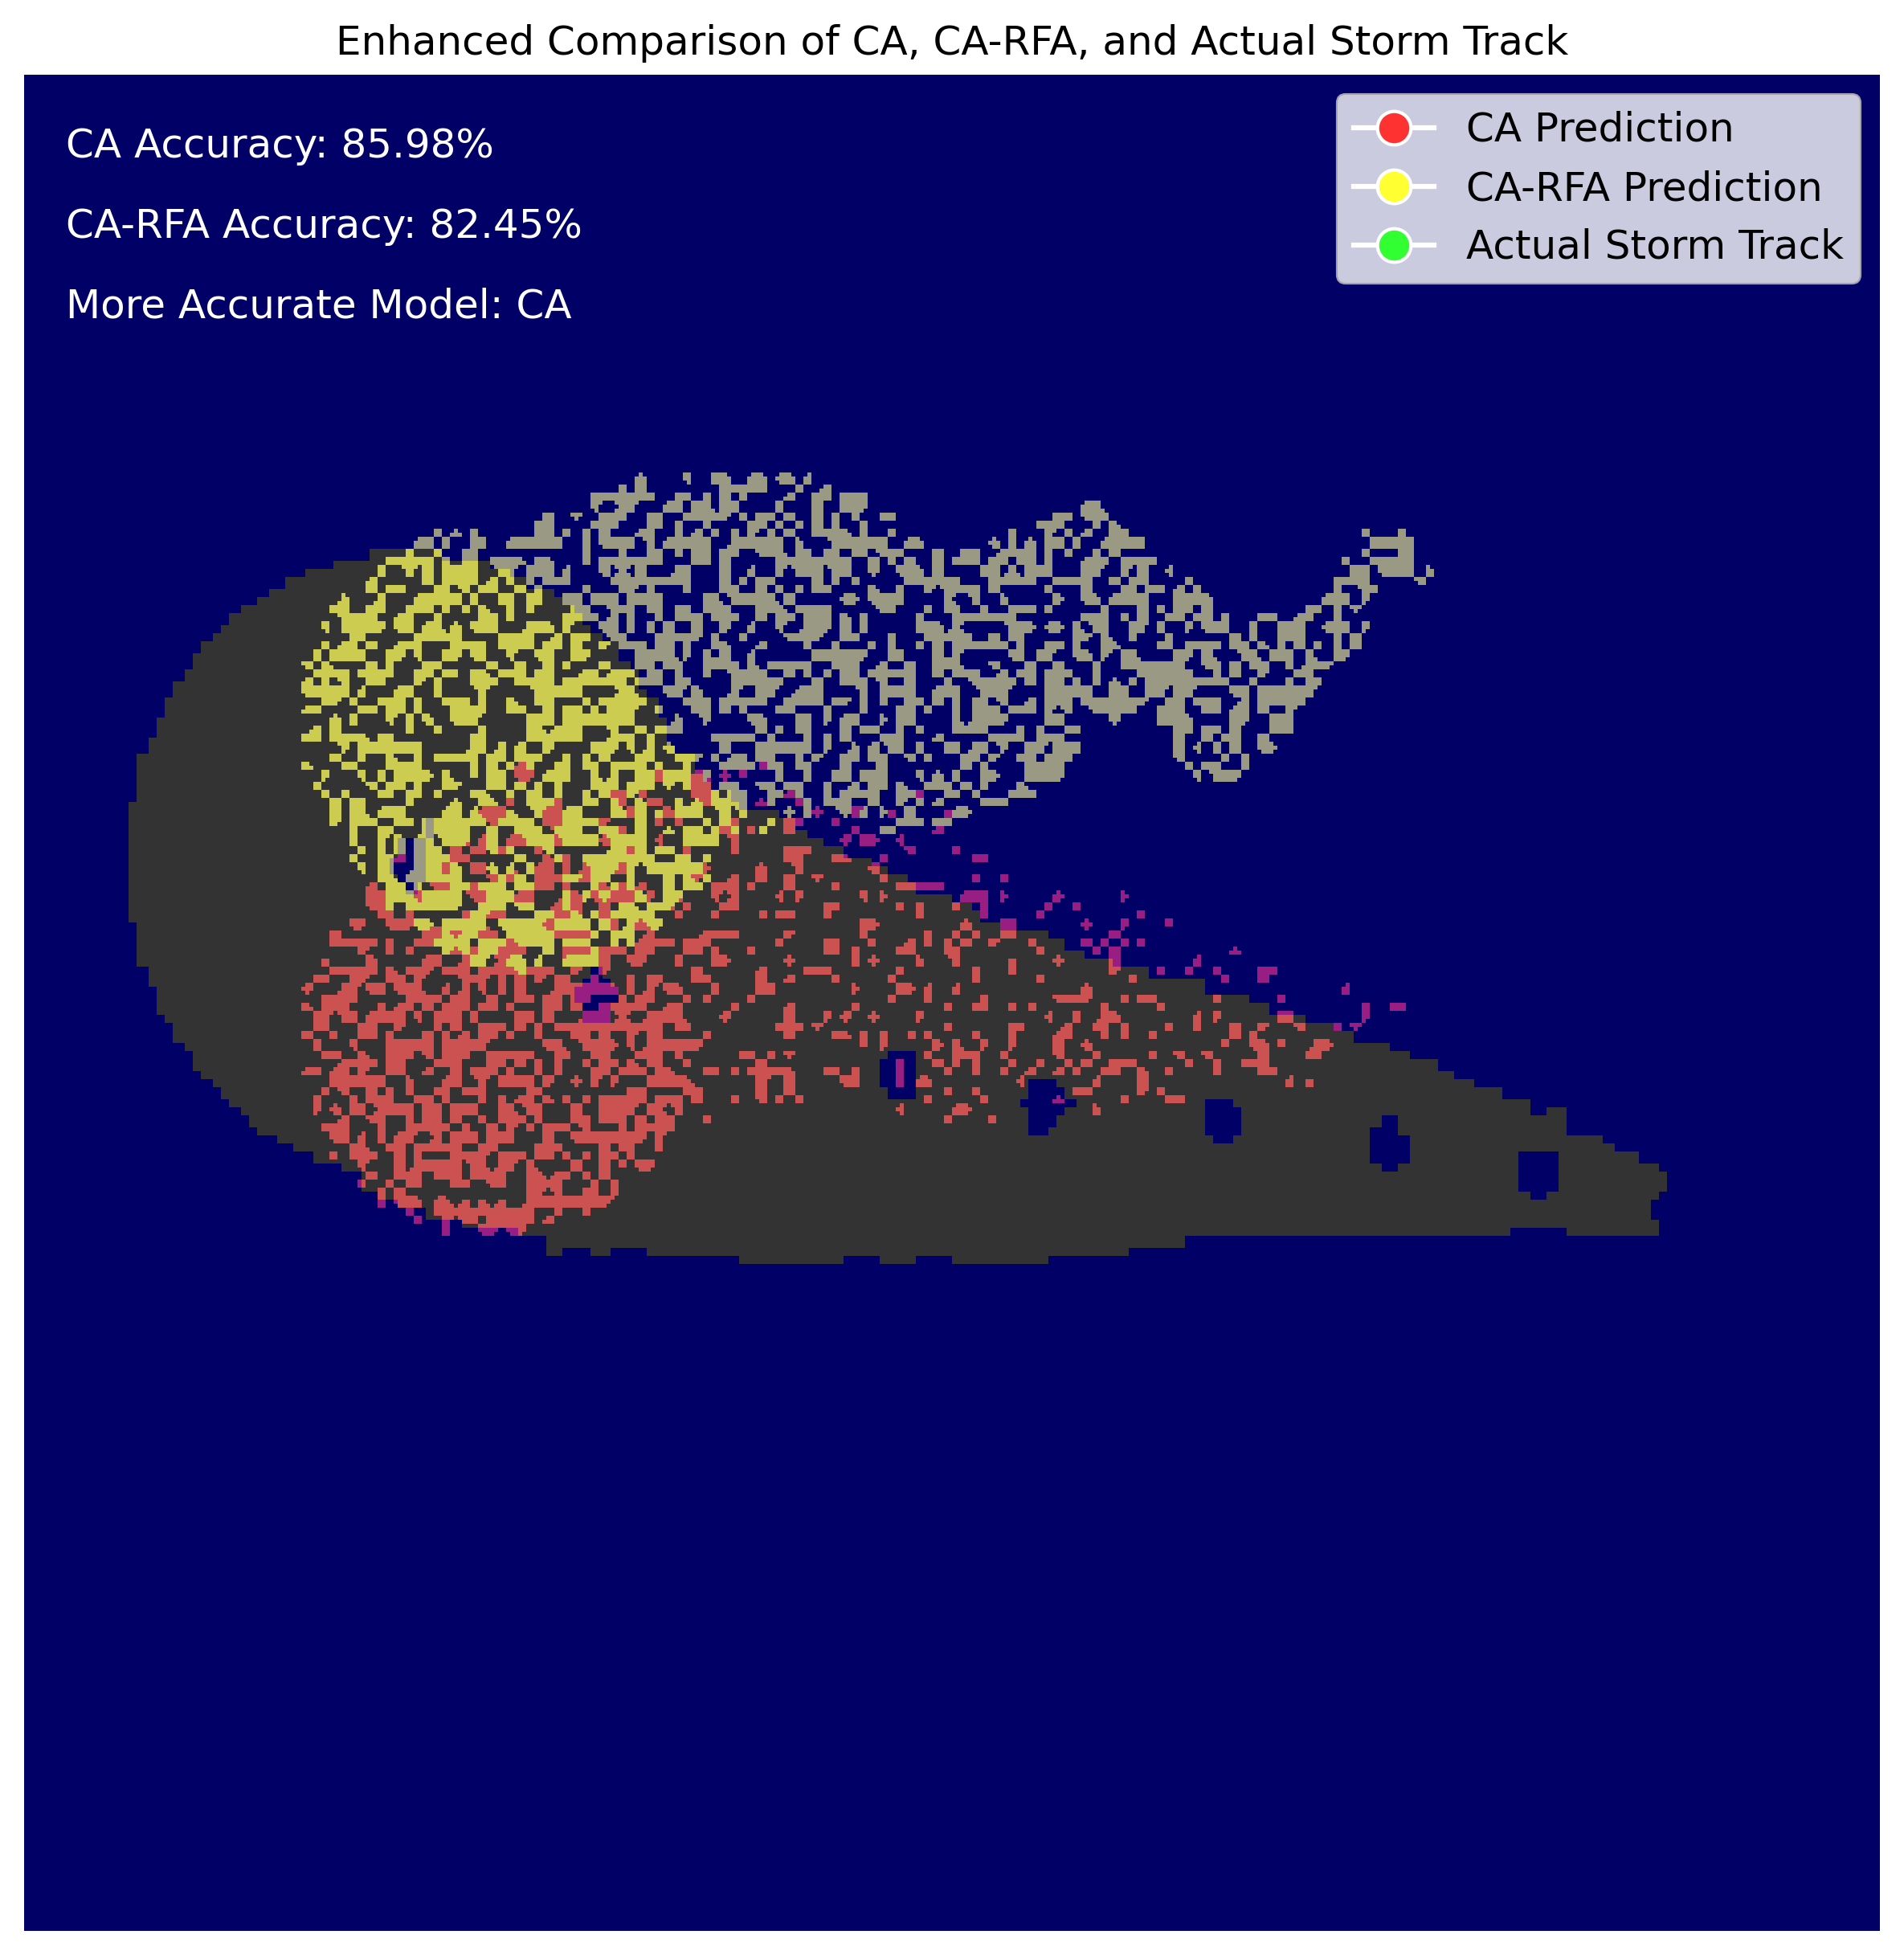 Enhanced Comparison of CA, CA-RFA, and Actual Storm Track
CA Accuracy: 85.98%
CA-RFA Accuracy: 82.45%
More Accurate Model: CA
CA Prediction
CA-RFA Prediction
Actual Storm Track